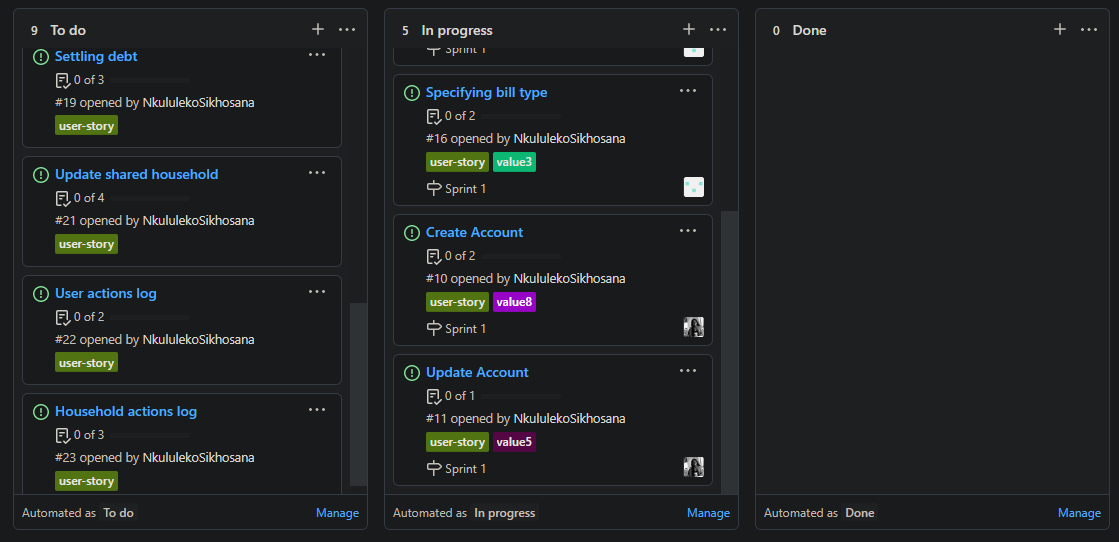 9 To do
Settling debt
0 of 3
#19 opened by NkululekoSikhosana
user-story
Update shared household
0 of 4
#21 opened by NkululekoSikhosana
user-story
User actions log
0 of 2
#22 opened by NkululekoSikhosana
user-story
Household actions log
0 of 3
#23 opened by NkululekoSikhosana
user-story
Automated as To do Manage
5 In progress
Sprint 1
Specifying bill type
0 of 2
#16 opened by NkululekoSikhosana
user-story value3
Sprint 1
Create Account
0 of 2
#10 opened by NkululekoSikhosana
user-story value8
Sprint 1
Update Account
0 of 1
#11 opened by NkululekoSikhosana
user-story value5
Sprint 1
Automated as In progress Manage
0 Done
Automated as Done Manage